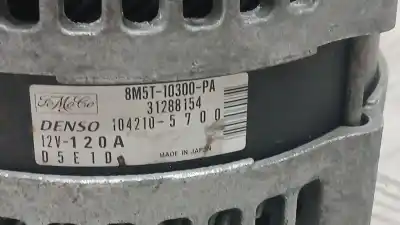 8M5T-10300-PA
FoMoCo
31288154
DENSO 104210-5700
12V-120A
MADE IN JAPAN
D5E1D